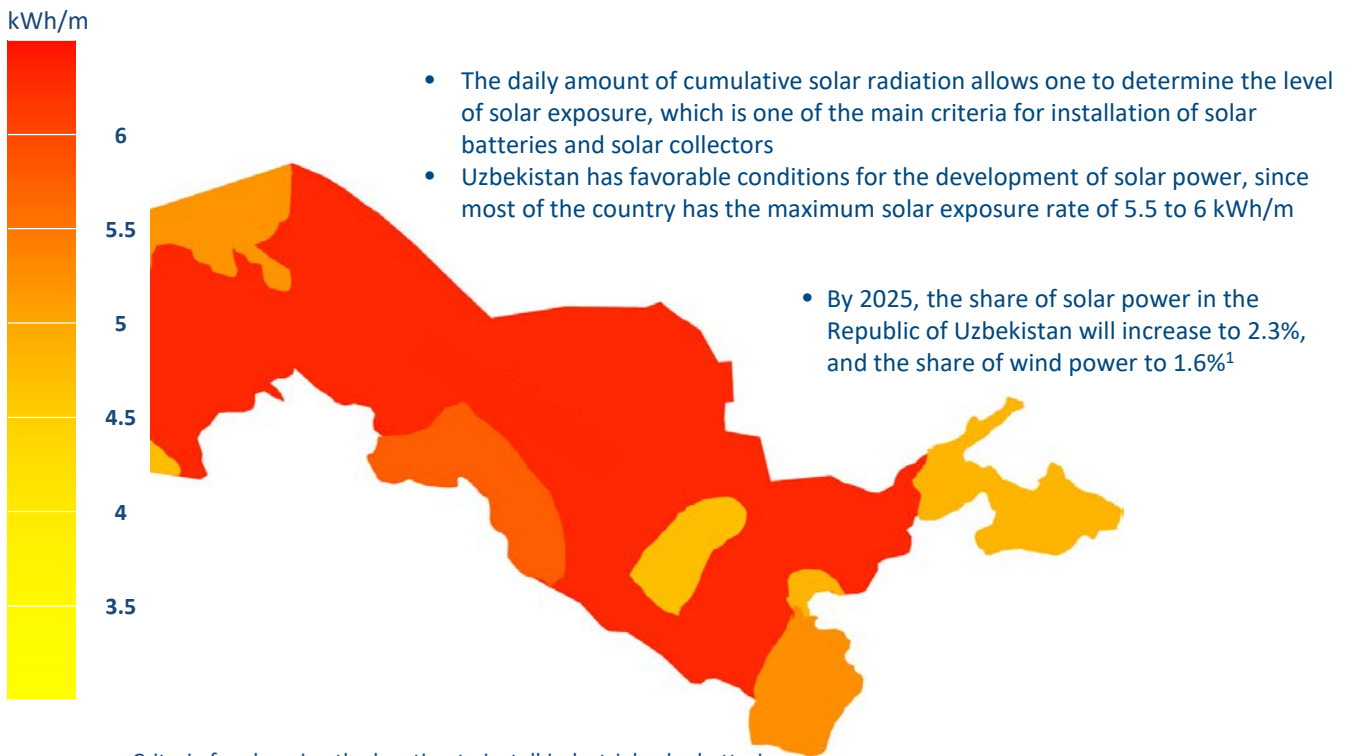 kWh/m
6
5.5
5
4.5
4
3.5
• The daily amount of cumulative solar radiation allows one to determine the level
of solar exposure, which is one of the main criteria for installation of solar
batteries and solar collectors
• Uzbekistan has favorable conditions for the development of solar power, since
most of the country has the maximum solar exposure rate of 5.5 to 6 kWh/m
• By 2025, the share of solar power in the
Republic of Uzbekistan will increase to 2.3%,
and the share of wind power to 1.6%¹